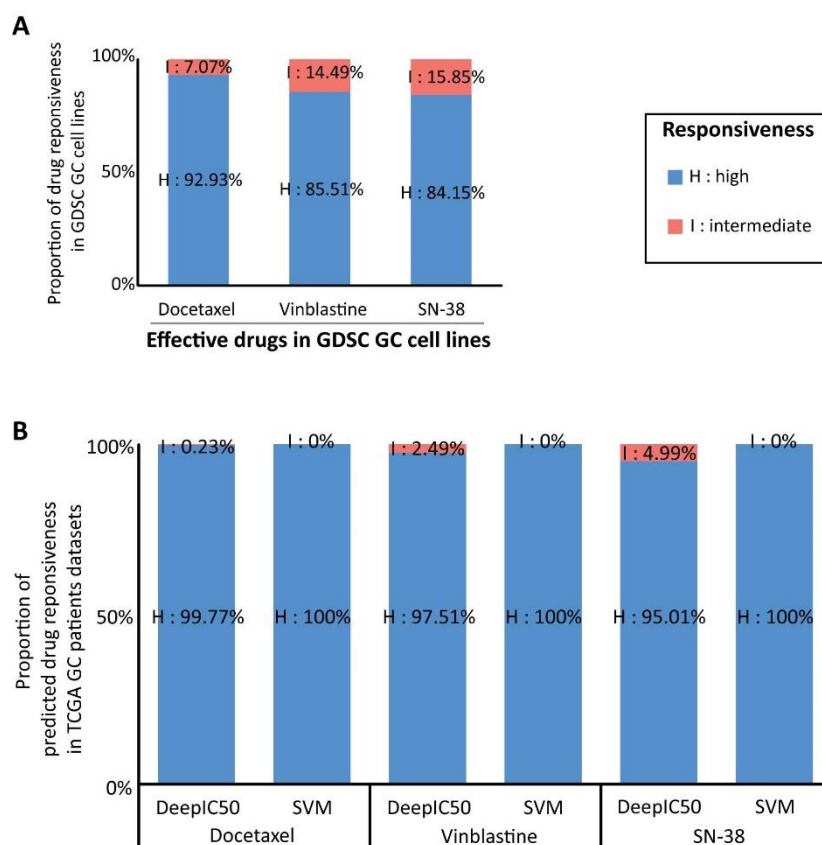 A
Proportion of drug reponsiveness
in GDSC GC cell lines
100%
50%
0%
I : 7.07%
I : 14.49%
I : 15.85%
H : 92.93%
H : 85.51%
H : 84.15%
Docetaxel
Vinblastine
SN-38
Effective drugs in GDSC GC cell lines
Responsiveness
H : high
I : intermediate
B
Proportion of
predicted drug reponsiveness
in TCGA GC patients datasets
100%
50%
0%
I : 0.23%
I : 0%
I : 2.49%
I : 0%
I : 4.99%
I : 0%
H : 99.77%
H : 100%
H : 97.51%
H : 100%
H : 95.01%
H : 100%
DeepIC50
SVM
DeepIC50
SVM
DeepIC50
SVM
Docetaxel
Vinblastine
SN-38